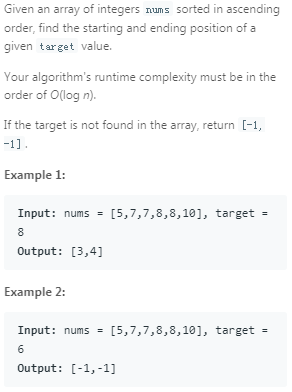 Given an array of integers nums sorted in ascending
order, find the starting and ending position of a
given target value.
Your algorithm's runtime complexity must be in the
order of O(log n).
If the target is not found in the array, return [-1,
-1].
Example 1:
Input: nums = [5,7,7,8,8,10], target =
8
Output: [3,4]
Example 2:
Input: nums = [5,7,7,8,8,10], target =
6
Output: [-1,-1]